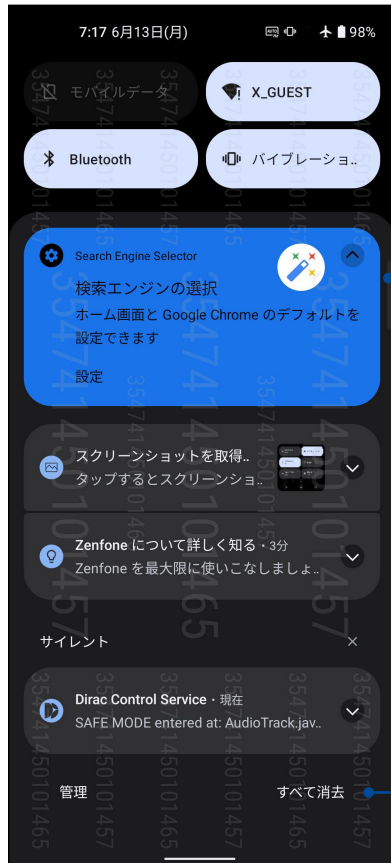 7:17 6月13日(月)
98%
モバイルデータ
X_GUEST
Bluetooth
バイブレーショ..
Search Engine Selector
検索エンジンの選択
ホーム画面と Google Chrome のデフォルトを
設定できます
設定
スクリーンショットを取得..
タップするとスクリーンショ..
Zenfone について詳しく知る・3分
Zenfone を最大限に使いこなしましょ..
サイレント
Dirac Control Service・現在
SAFE MODE entered at: AudioTrack.jav..
管理
すべて消去